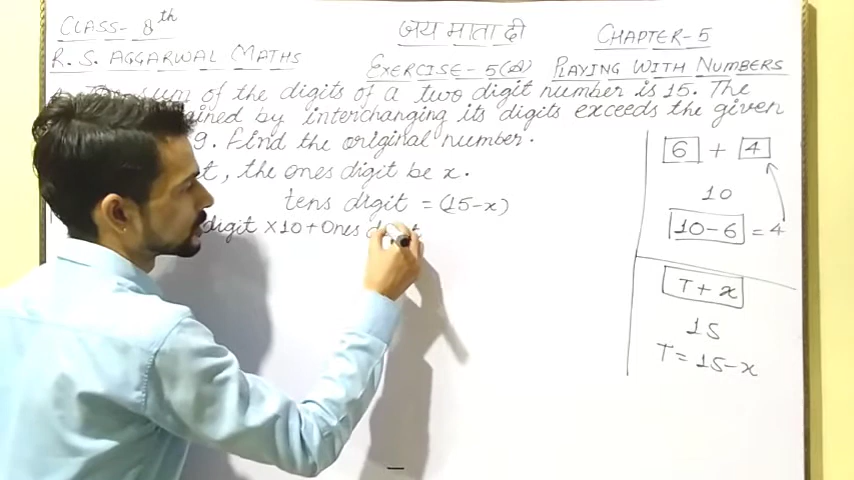 CLASS- 8th
जय माता दी
CHAPTER-5
R. S. AGGARWAL MATHS
EXERCISE-5(A) PLAYING WITH NUMBERS
sum of the digits of a two digit number is 15. The
by interchanging its digits exceeds the given
9. Find the original number.
, the ones digit be x.
tens digit = (15-x)
digit ×10+Ones
6 + 4
10
10-6 = 4
T+x
15
T= 15-x